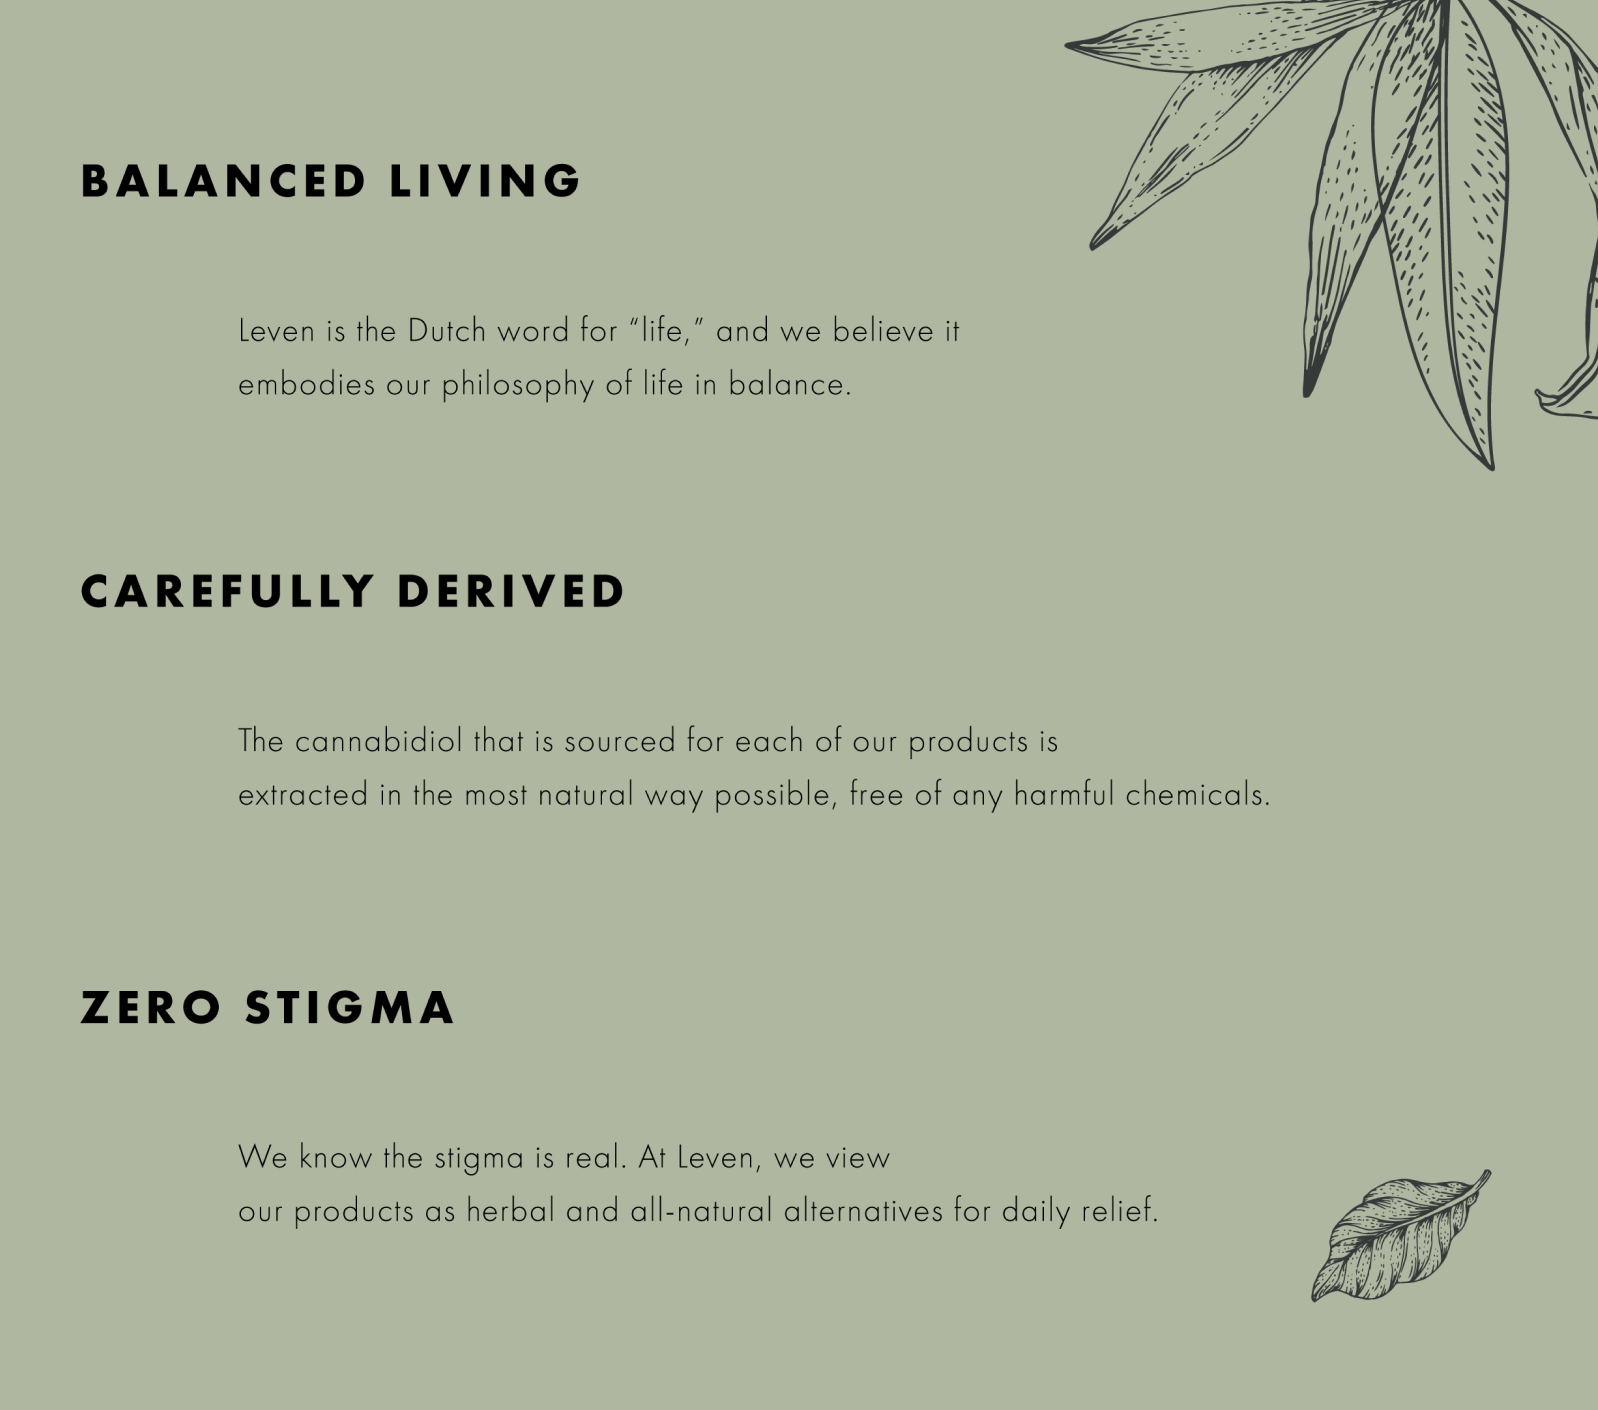 BALANCED LIVING
Leven is the Dutch word for “life,” and we believe it
embodies our philosophy of life in balance.
CAREFULLY DERIVED
The cannabidiol that is sourced for each of our products is
extracted in the most natural way possible, free of any harmful chemicals.
ZERO STIGMA
We know the stigma is real. At Leven, we view
our products as herbal and all-natural alternatives for daily relief.